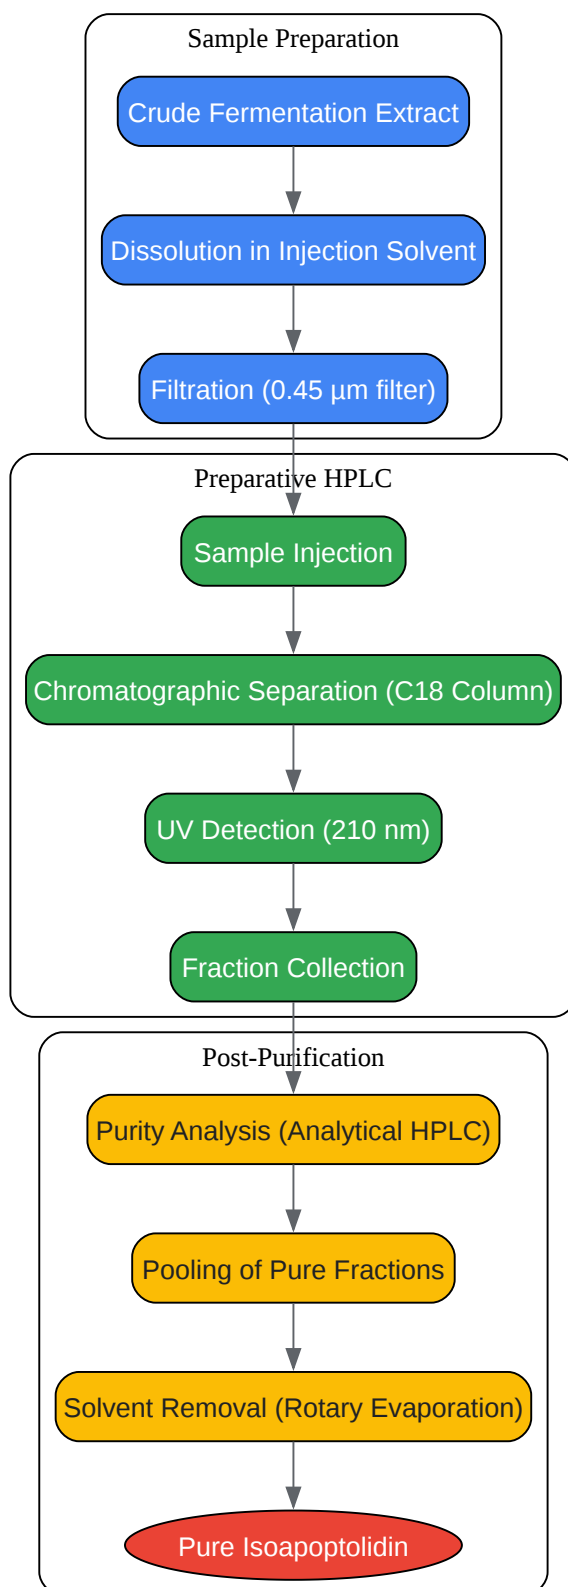 Sample Preparation
Crude Fermentation Extract
Dissolution in Injection Solvent
Filtration (0.45 µm filter)
Preparative HPLC
Sample Injection
Chromatographic Separation (C18 Column)
UV Detection (210 nm)
Fraction Collection
Post-Purification
Purity Analysis (Analytical HPLC)
Pooling of Pure Fractions
Solvent Removal (Rotary Evaporation)
Pure Isoapoptolidin